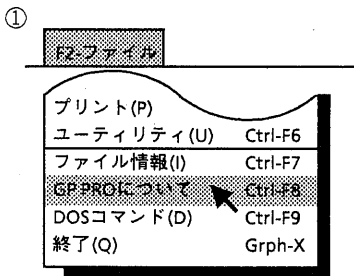 ①
F2-ファイル
プリント(P)
ユーティリティ(U) Ctrl-F6
ファイル情報(I) Ctrl-F7
GP-PROについて Ctrl-F8
DOSコマンド(D) Ctrl-F9
終了(Q) Grph-X